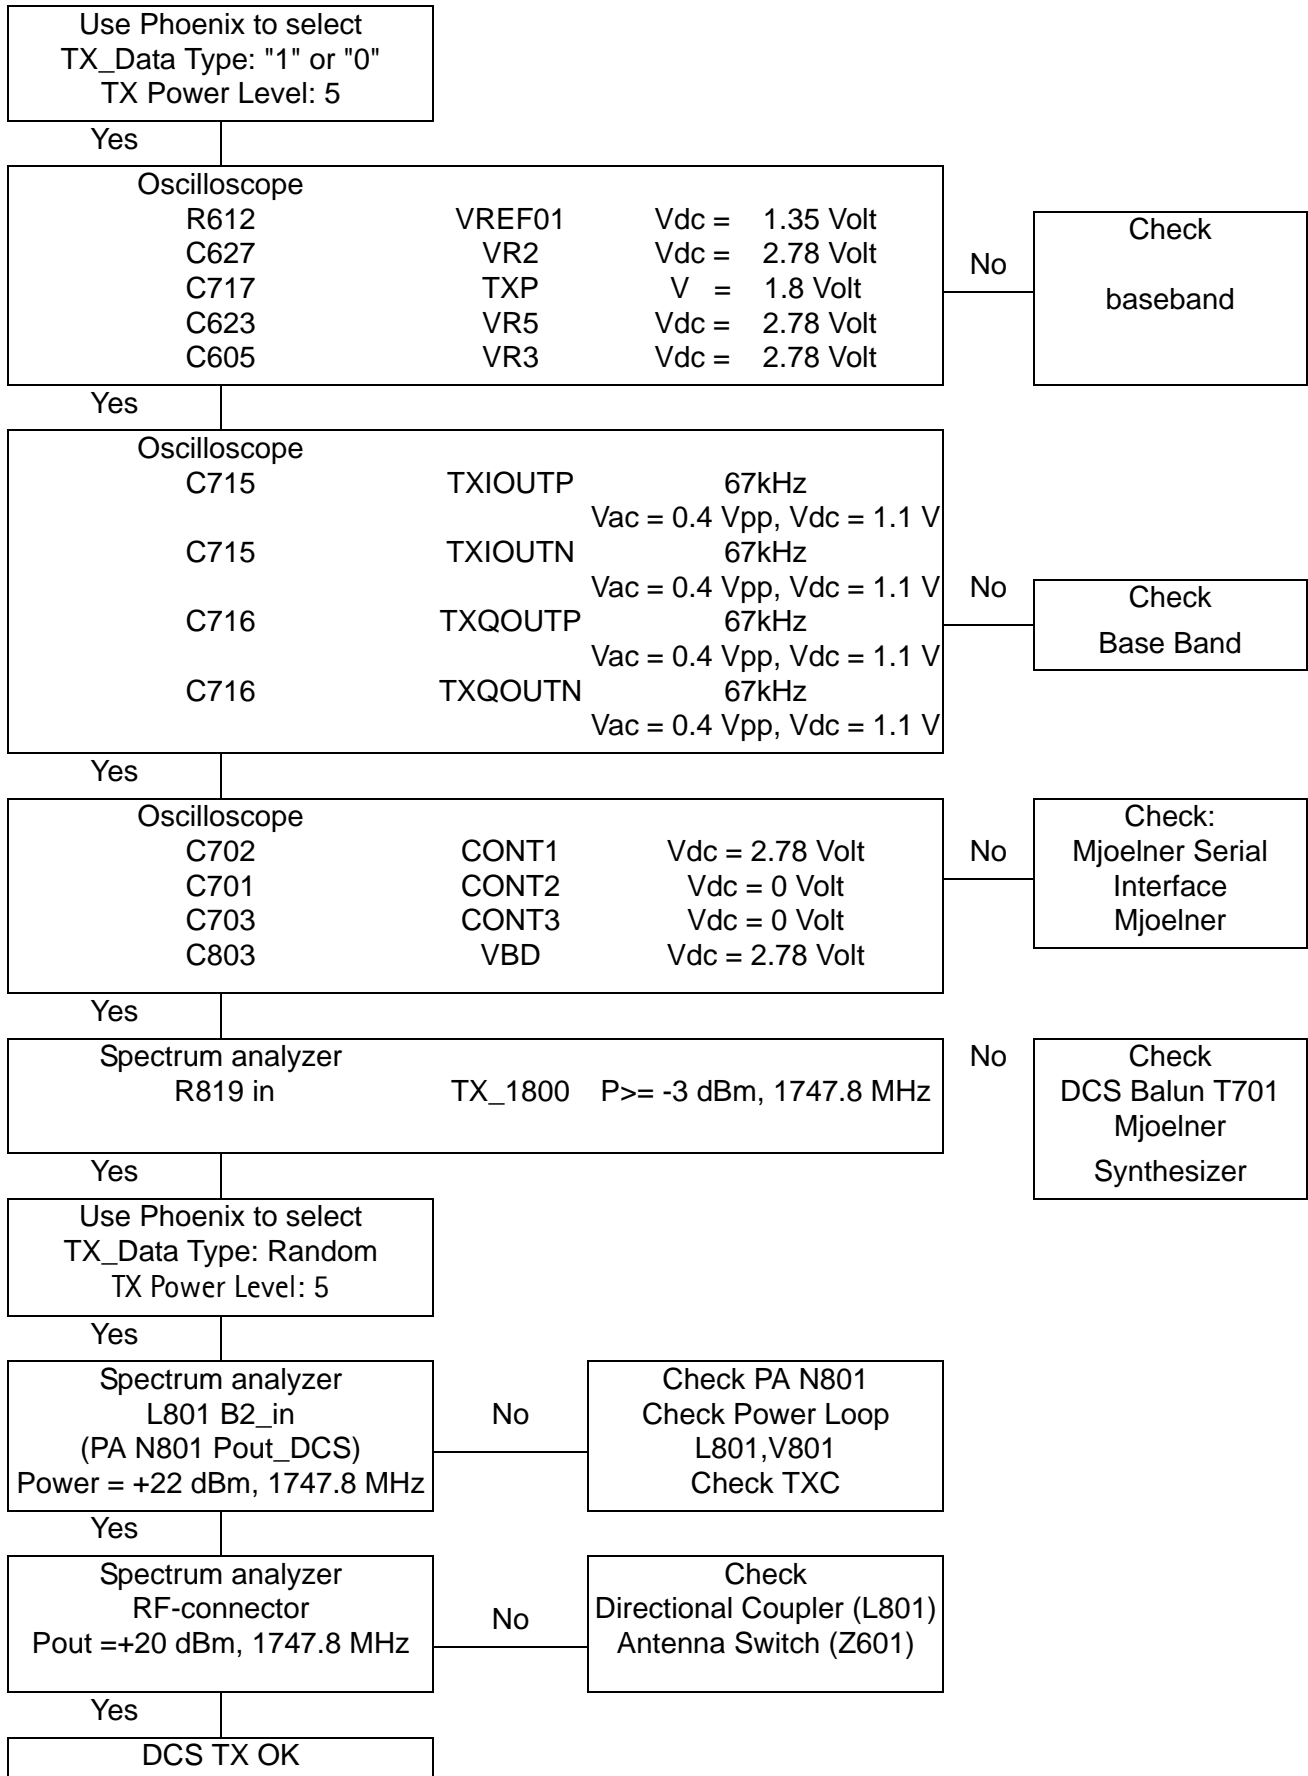 Use Phoenix to select
TX_Data Type: "1" or "0"
TX Power Level: 5
Yes
Oscilloscope
R612 VREF01 Vdc = 1.35 Volt
C627 VR2 Vdc = 2.78 Volt
C717 TXP V = 1.8 Volt
C623 VR5 Vdc = 2.78 Volt
C605 VR3 Vdc = 2.78 Volt
No
Check
baseband
Yes
Oscilloscope
C715 TXIOUTP 67kHz
Vac = 0.4 Vpp, Vdc = 1.1 V
C715 TXIOUTN 67kHz
Vac = 0.4 Vpp, Vdc = 1.1 V
C716 TXQOUTP 67kHz
Vac = 0.4 Vpp, Vdc = 1.1 V
C716 TXQOUTN 67kHz
Vac = 0.4 Vpp, Vdc = 1.1 V
No
Check
Base Band
Yes
Oscilloscope
C702 CONT1 Vdc = 2.78 Volt
C701 CONT2 Vdc = 0 Volt
C703 CONT3 Vdc = 0 Volt
C803 VBD Vdc = 2.78 Volt
No
Check:
Mjoelner Serial
Interface
Mjoelner
Yes
Spectrum analyzer
R819 in TX_1800 P>= -3 dBm, 1747.8 MHz
No
Check
DCS Balun T701
Mjoelner
Synthesizer
Yes
Use Phoenix to select
TX_Data Type: Random
TX Power Level: 5
Yes
Spectrum analyzer
L801 B2_in
(PA N801 Pout_DCS)
Power = +22 dBm, 1747.8 MHz
No
Check PA N801
Check Power Loop
L801,V801
Check TXC
Yes
Spectrum analyzer
RF-connector
Pout =+20 dBm, 1747.8 MHz
No
Check
Directional Coupler (L801)
Antenna Switch (Z601)
Yes
DCS TX OK